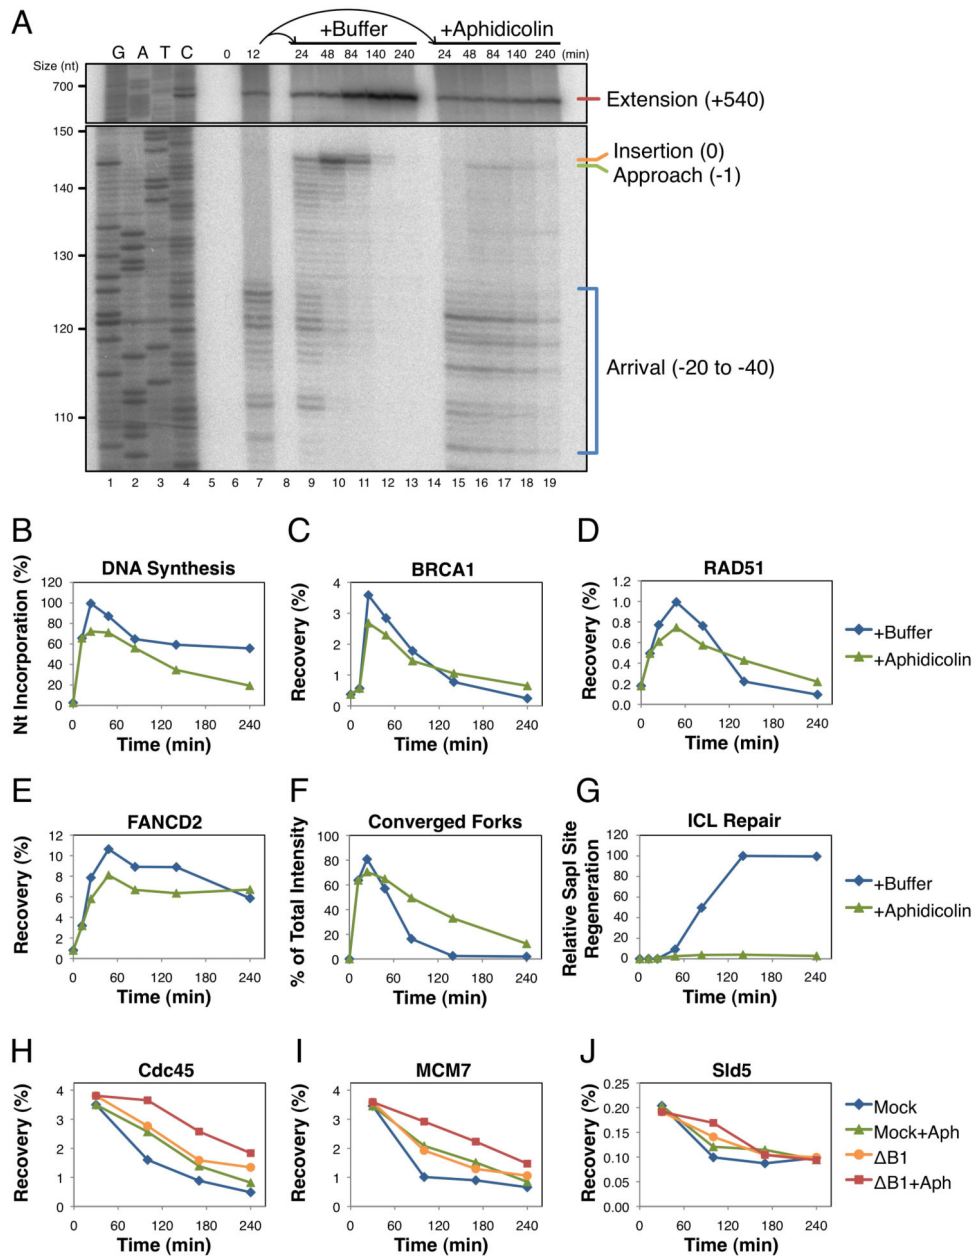 A
+Buffer +Aphidicolin
G A T C 0 12 24 48 84 140 240 24 48 84 140 240 (min)
Size (nt)
700
Extension (+540)
150
Insertion (0)
Approach (-1)
140
130
120
Arrival (-20 to -40)
110
1 2 3 4 5 6 7 8 9 10 11 12 13 14 15 16 17 18 19
B
DNA Synthesis
Nt Incorporation (%)
120
100
80
60
40
20
0
0 60 120 180 240
Time (min)
C
BRCA1
Recovery (%)
4
3
2
1
0
0 60 120 180 240
Time (min)
D
RAD51
Recovery (%)
1.2
1.0
0.8
0.6
0.4
0.2
0.0
0 60 120 180 240
Time (min)
+Buffer
+Aphidicolin
E
FANCD2
Recovery (%)
12
10
8
6
4
2
0
0 60 120 180 240
Time (min)
F
Converged Forks
% of Total Intensity
100
80
60
40
20
0
0 60 120 180 240
Time (min)
G
ICL Repair
Relative SapI Site
Regeneration
120
100
80
60
40
20
0
0 60 120 180 240
Time (min)
+Buffer
+Aphidicolin
H
Cdc45
Recovery (%)
4
3
2
1
0
0 60 120 180 240
Time (min)
I
MCM7
Recovery (%)
4
3
2
1
0
0 60 120 180 240
Time (min)
J
Sld5
Recovery (%)
0.25
0.20
0.15
0.10
0.05
0.00
0 60 120 180 240
Time (min)
Mock
Mock+Aph
ΔB1
ΔB1+Aph